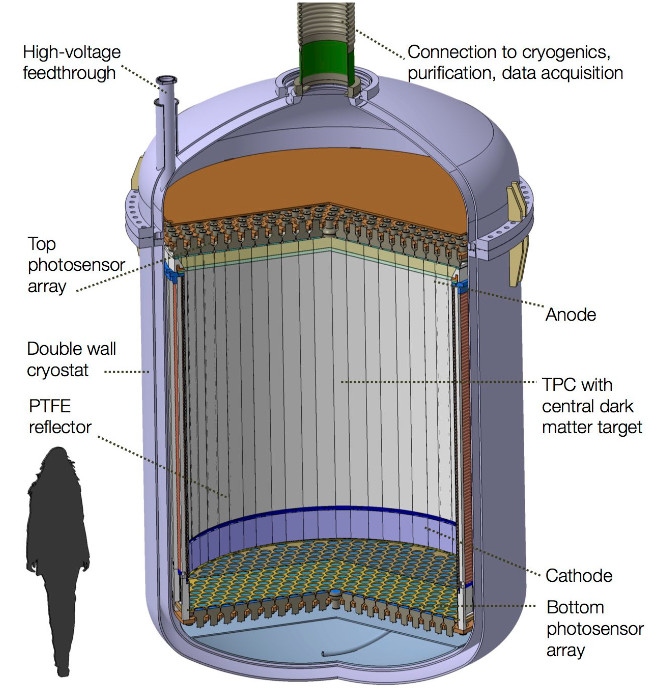 High-voltage
feedthrough
Connection to cryogenics,
purification, data acquisition
Top
photosensor
array
Anode
Double wall
cryostat
TPC with
central dark
matter target
PTFE
reflector
Cathode
Bottom
photosensor
array